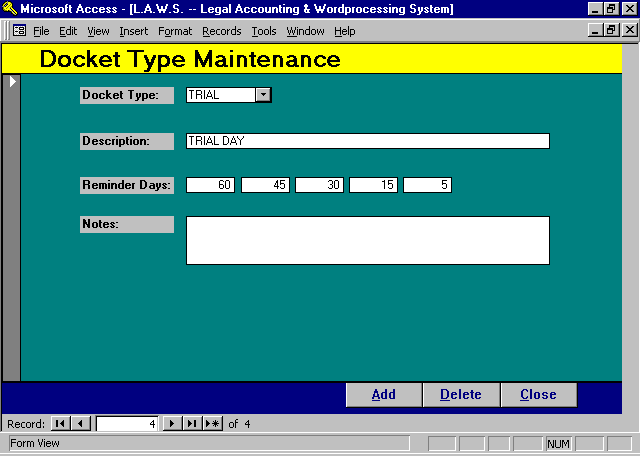 Microsoft Access - [L.A.W.S. -- Legal Accounting & Wordprocessing System]
File Edit View Insert Format Records Tools Window Help
Docket Type Maintenance
Docket Type: TRIAL
Description: TRIAL DAY
Reminder Days: 60 45 30 15 5
Notes:
Add Delete Close
Record: 4 of 4
Form View NUM